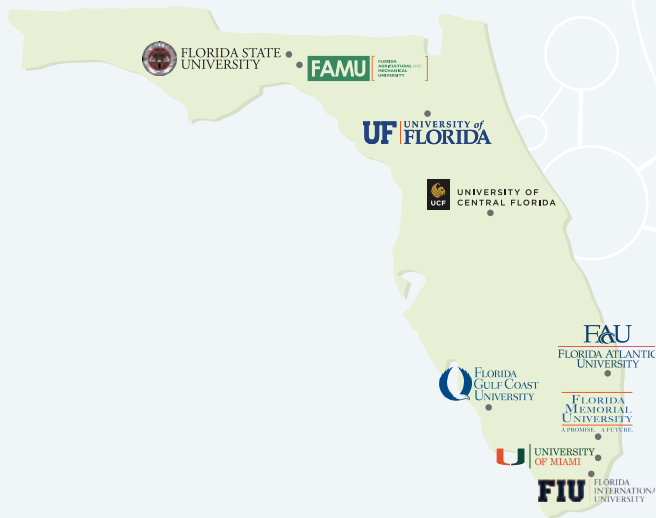 FLORIDA STATE
UNIVERSITY
FAMU
FLORIDA
AGRICULTURAL AND
MECHANICAL
UNIVERSITY
UF UNIVERSITY of
FLORIDA
UCF
UNIVERSITY OF
CENTRAL FLORIDA
FAU
FLORIDA ATLANTIC
UNIVERSITY
FLORIDA
GULF COAST
UNIVERSITY
FLORIDA
MEMORIAL
UNIVERSITY
A PROMISE. A FUTURE.
U
UNIVERSITY
OF MIAMI
FIU
FLORIDA
INTERNATIONA
UNIVERSITY